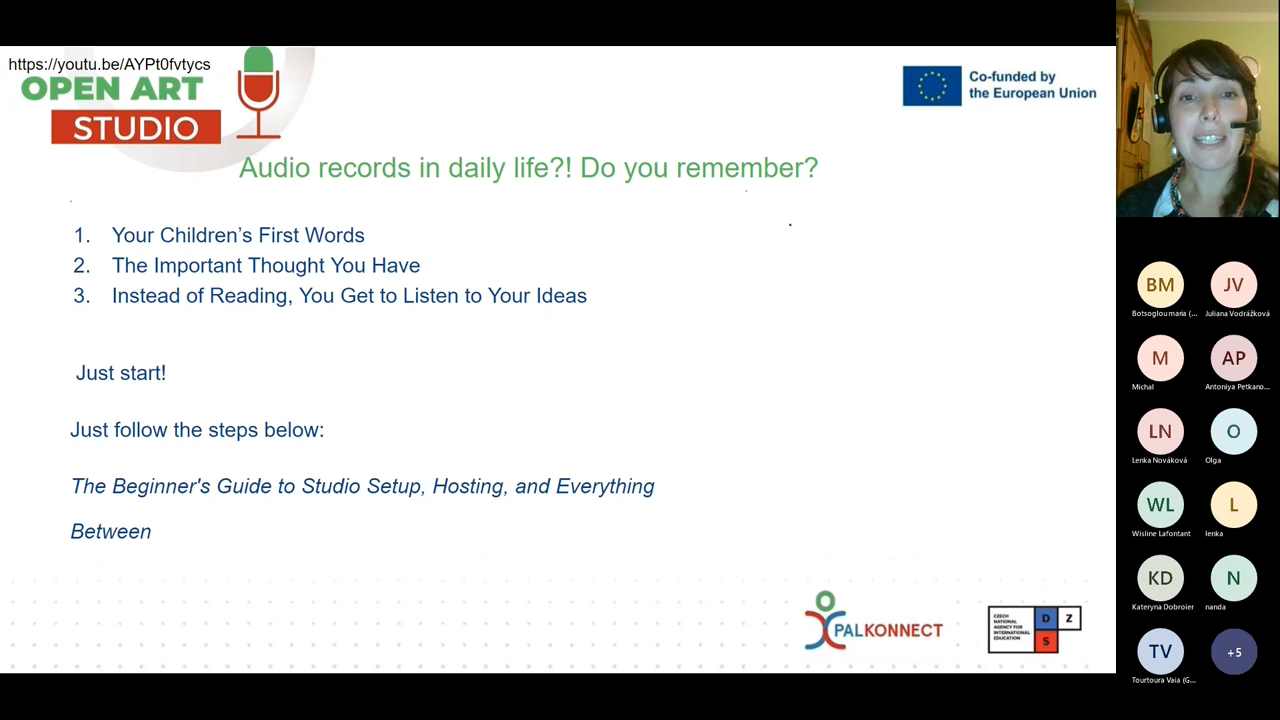 https://youtu.be/AYPt0fvtycs
OPEN ART
STUDIO
Co-funded by
the European Union
Audio records in daily life?! Do you remember?
1. Your Children’s First Words
2. The Important Thought You Have
3. Instead of Reading, You Get to Listen to Your Ideas
Just start!
Just follow the steps below:
The Beginner's Guide to Studio Setup, Hosting, and Everything
Between
PALKONNECT
CZECH
NATIONAL
AGENCY FOR
INTERNATIONAL
EDUCATION
D Z
S
BM JV
Botsoglou maria (... Juliana Vodrážková
M AP
Michal Antoniya Petkano...
LN O
Lenka Nováková Olga
WL L
Wisline Lafontant lenka
KD N
Kateryna Dobroier nanda
TV +5
Tourtoura Vaia (G...